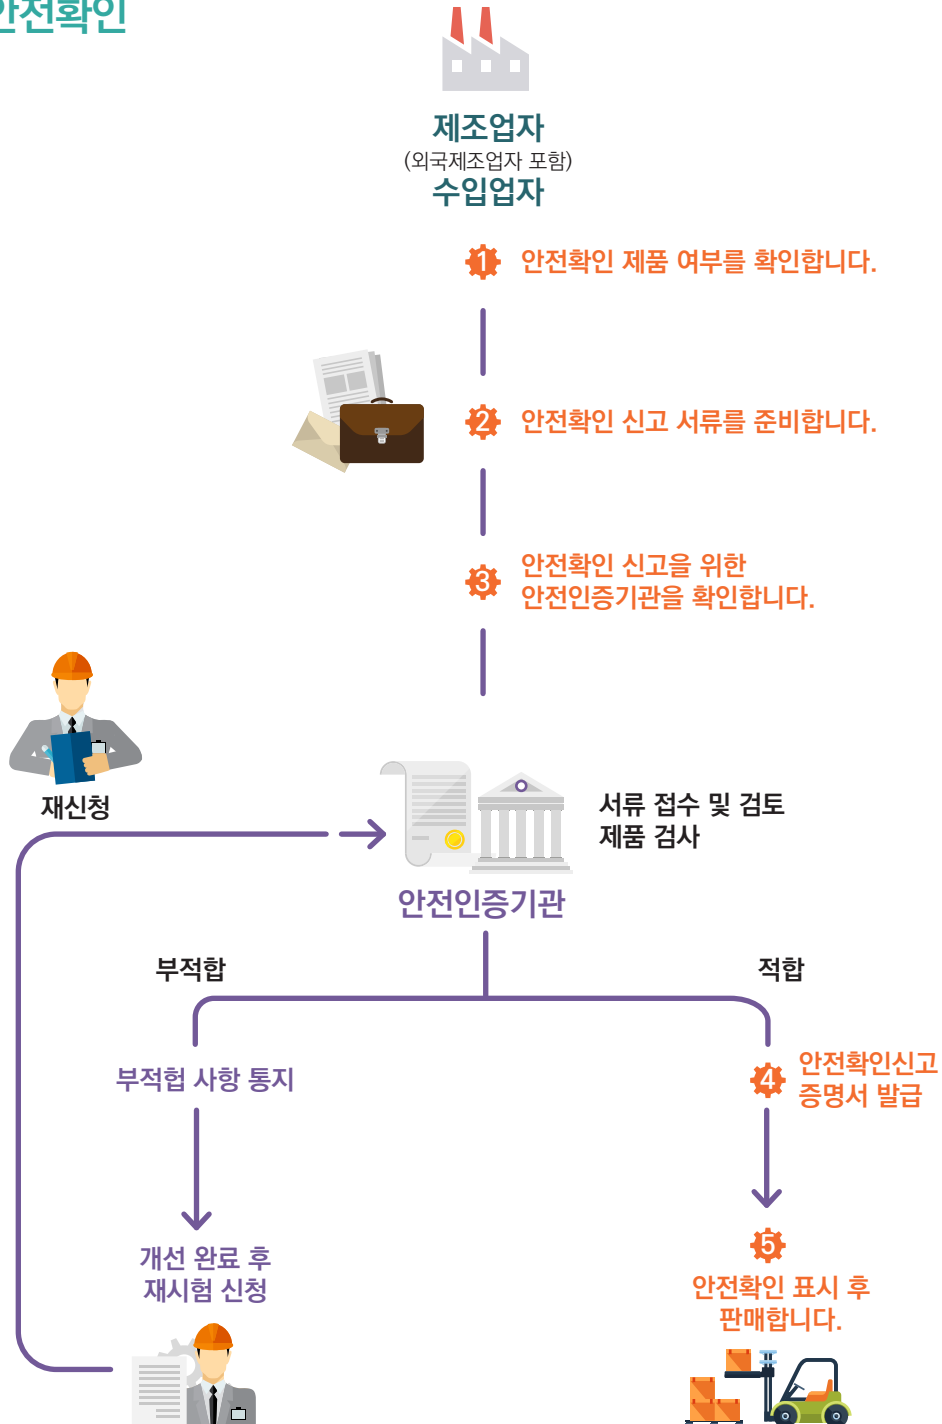 안전확인
제조업자
(외국제조업자 포함)
수입업자
1 안전확인 제품 여부를 확인합니다.
2 안전확인 신고 서류를 준비합니다.
3 안전확인 신고을 위한
안전인증기관을 확인합니다.
재신청
서류 접수 및 검토
제품 검사
안전인증기관
부적합
적합
부적헙 사항 통지
4 안전확인신고
증명서 발급
개선 완료 후
재시험 신청
5
안전확인 표시 후
판매합니다.